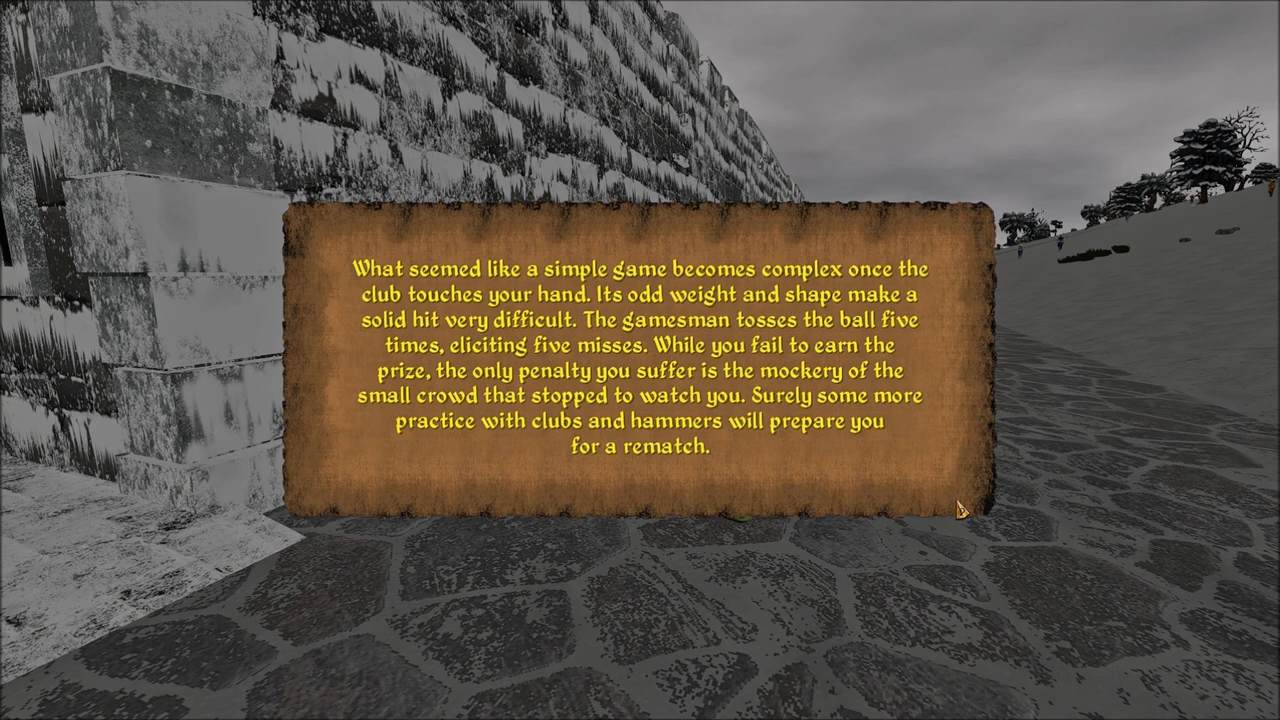 What seemed like a simple game becomes complex once the
club touches your hand. Its odd weight and shape make a
solid hit very difficult. The gamesman tosses the ball five
times, eliciting five misses. While you fail to earn the
prize, the only penalty you suffer is the mockery of the
small crowd that stopped to watch you. Surely some more
practice with clubs and hammers will prepare you
for a rematch.